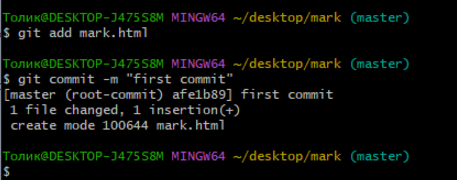 Толик@DESKTOP-J475S8M MINGW64 ~/desktop/mark (master)
$ git add mark.html
Толик@DESKTOP-J475S8M MINGW64 ~/desktop/mark (master)
$ git commit -m "first commit"
[master (root-commit) afe1b89] first commit
 1 file changed, 1 insertion(+)
 create mode 100644 mark.html
Толик@DESKTOP-J475S8M MINGW64 ~/desktop/mark (master)
$